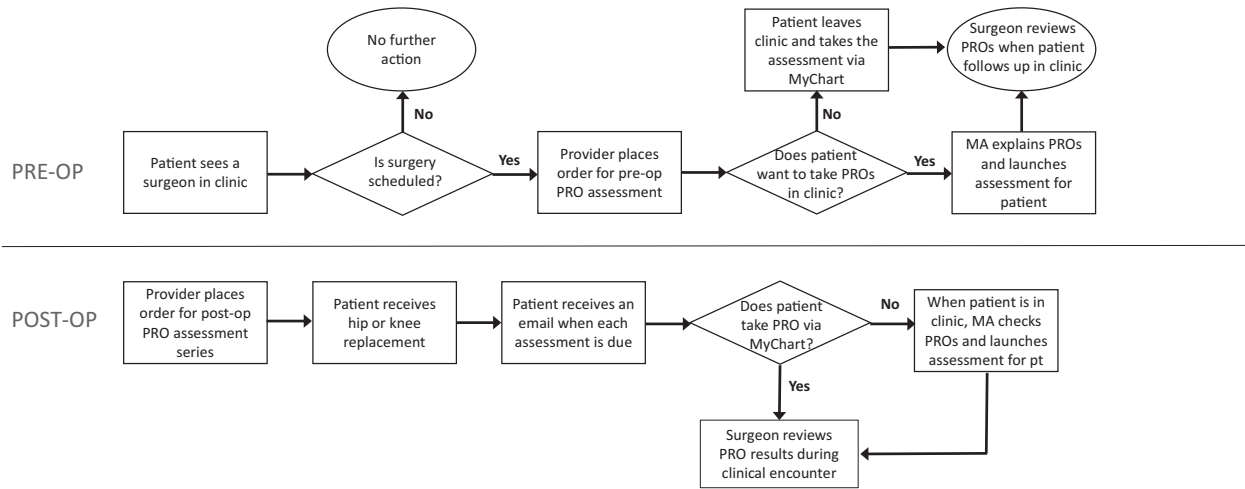 PRE-OP
Patient sees a
surgeon in clinic
Is surgery
scheduled?
No
No further
action
Yes
Provider places
order for pre-op
PRO assessment
Does patient
want to take PROs
in clinic?
No
Patient leaves
clinic and takes the
assessment via
MyChart
Yes
MA explains PROs
and launches
assessment for
patient
Surgeon reviews
PROs when patient
follows up in clinic
POST-OP
Provider places
order for post-op
PRO assessment
series
Patient receives
hip or knee
replacement
Patient receives an
email when each
assessment is due
Does patient
take PRO via
MyChart?
No
When patient is in
clinic, MA checks
PROs and launches
assessment for pt
Yes
Surgeon reviews
PRO results during
clinical encounter